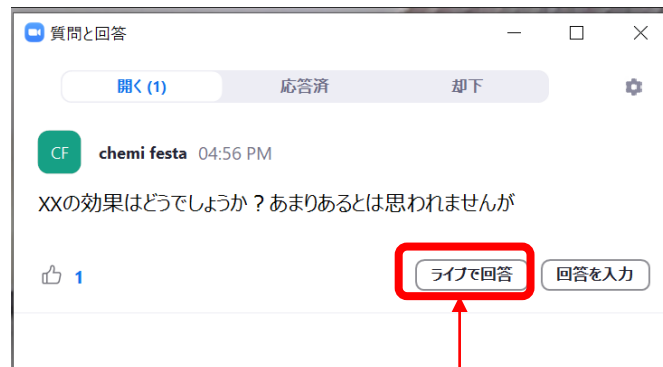 質問と回答
開く(1) 応答済 却下
CF chemi festa 04:56 PM
XXの効果はどうでしょうか？あまりあるとは思われませんが
1 ライブで回答 回答を入力